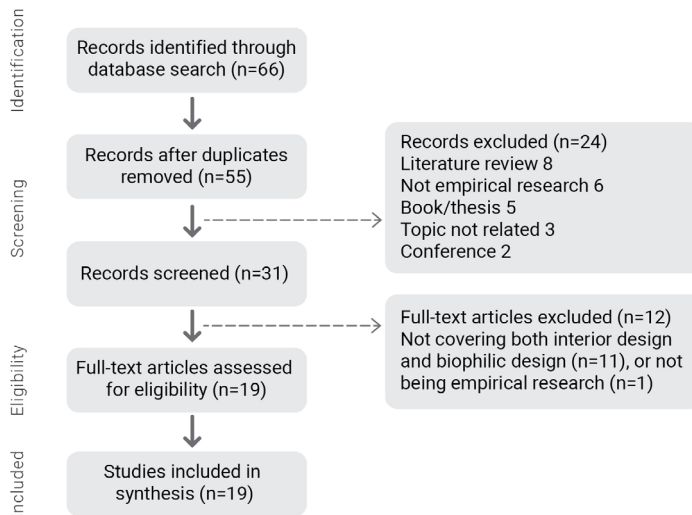 Identification
Records identified through
database search (n=66)
Records after duplicates
removed (n=55)
Screening
Records excluded (n=24)
Literature review 8
Not empirical research 6
Book/thesis 5
Topic not related 3
Conference 2
Records screened (n=31)
Full-text articles excluded (n=12)
Not covering both interior design
and biophilic design (n=11), or not
being empirical research (n=1)
Eligibility
Full-text articles assessed
for eligibility (n=19)
ncluded
Studies included in
synthesis (n=19)